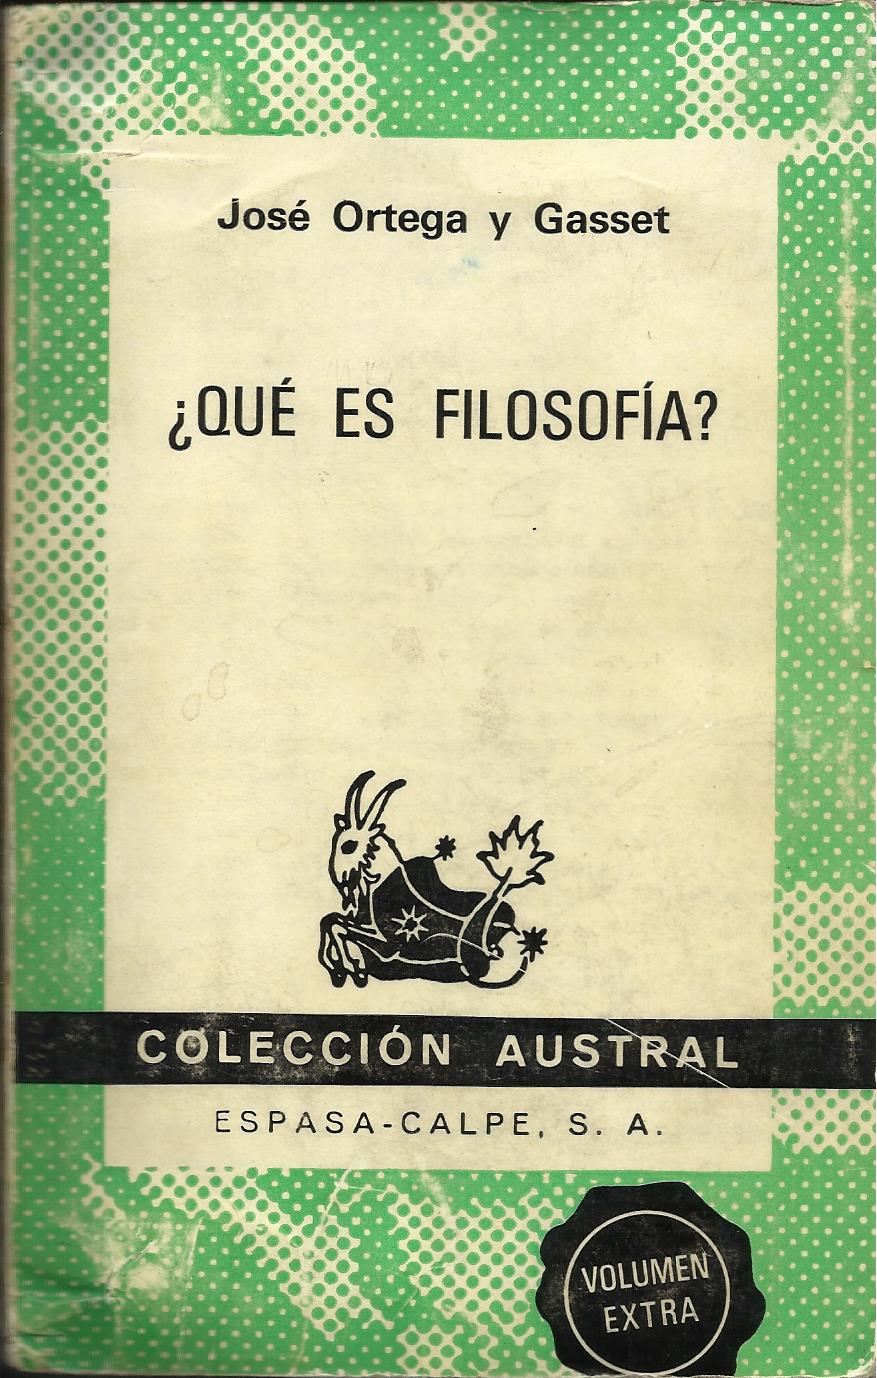 José Ortega y Gasset
¿QUÉ ES FILOSOFÍA?
COLECCIÓN AUSTRAL
ESPASA-CALPE, S. A.
VOLUMEN
EXTRA